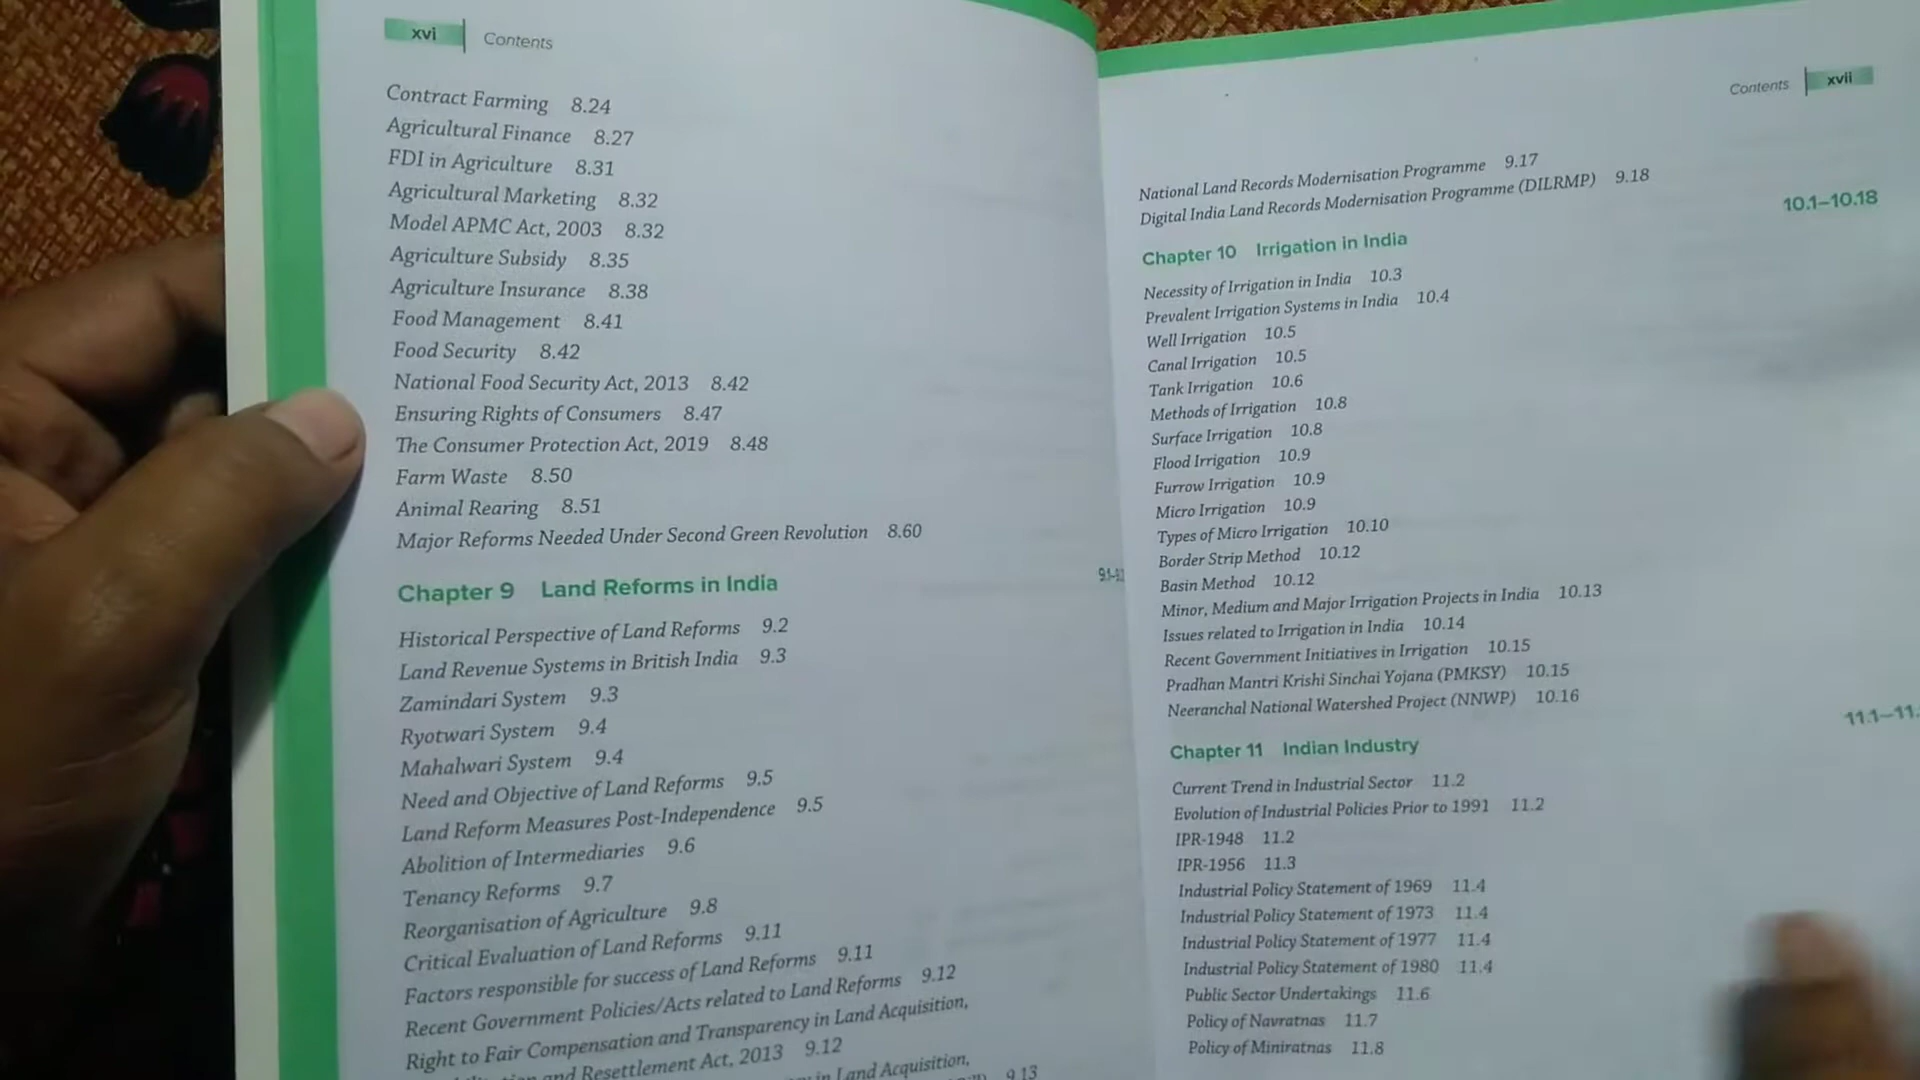 xvi Contents
Contract Farming 8.24
Agricultural Finance 8.27
FDI in Agriculture 8.31
Agricultural Marketing 8.32
Model APMC Act, 2003 8.32
Agriculture Subsidy 8.35
Agriculture Insurance 8.38
Food Management 8.41
Food Security 8.42
National Food Security Act, 2013 8.42
Ensuring Rights of Consumers 8.47
The Consumer Protection Act, 2019 8.48
Farm Waste 8.50
Animal Rearing 8.51
Major Reforms Needed Under Second Green Revolution 8.60
Chapter 9 Land Reforms in India
Historical Perspective of Land Reforms 9.2
Land Revenue Systems in British India 9.3
Zamindari System 9.3
Ryotwari System 9.4
Mahalwari System 9.4
Need and Objective of Land Reforms 9.5
Land Reform Measures Post-Independence 9.5
Abolition of Intermediaries 9.6
Tenancy Reforms 9.7
Reorganisation of Agriculture 9.8
Critical Evaluation of Land Reforms 9.11
Factors responsible for success of Land Reforms 9.11
Recent Government Policies/Acts related to Land Reforms 9.12
Right to Fair Compensation and Transparency in Land Acquisition,
and Resettlement Act, 2013 9.12
in Land Acquisition,
9.13
Contents xvii
National Land Records Modernisation Programme 9.17
Digital India Land Records Modernisation Programme (DILRMP) 9.18
Chapter 10 Irrigation in India 10.1–10.18
Necessity of Irrigation in India 10.3
Prevalent Irrigation Systems in India 10.4
Well Irrigation 10.5
Canal Irrigation 10.5
Tank Irrigation 10.6
Methods of Irrigation 10.8
Surface Irrigation 10.8
Flood Irrigation 10.9
Furrow Irrigation 10.9
Micro Irrigation 10.9
Types of Micro Irrigation 10.10
Border Strip Method 10.12
Basin Method 10.12
Minor, Medium and Major Irrigation Projects in India 10.13
Issues related to Irrigation in India 10.14
Recent Government Initiatives in Irrigation 10.15
Pradhan Mantri Krishi Sinchai Yojana (PMKSY) 10.15
Neeranchal National Watershed Project (NNWP) 10.16
Chapter 11 Indian Industry 11.1–11.
Current Trend in Industrial Sector 11.2
Evolution of Industrial Policies Prior to 1991 11.2
IPR-1948 11.2
IPR-1956 11.3
Industrial Policy Statement of 1969 11.4
Industrial Policy Statement of 1973 11.4
Industrial Policy Statement of 1977 11.4
Industrial Policy Statement of 1980 11.4
Public Sector Undertakings 11.6
Policy of Navratnas 11.7
Policy of Miniratnas 11.8